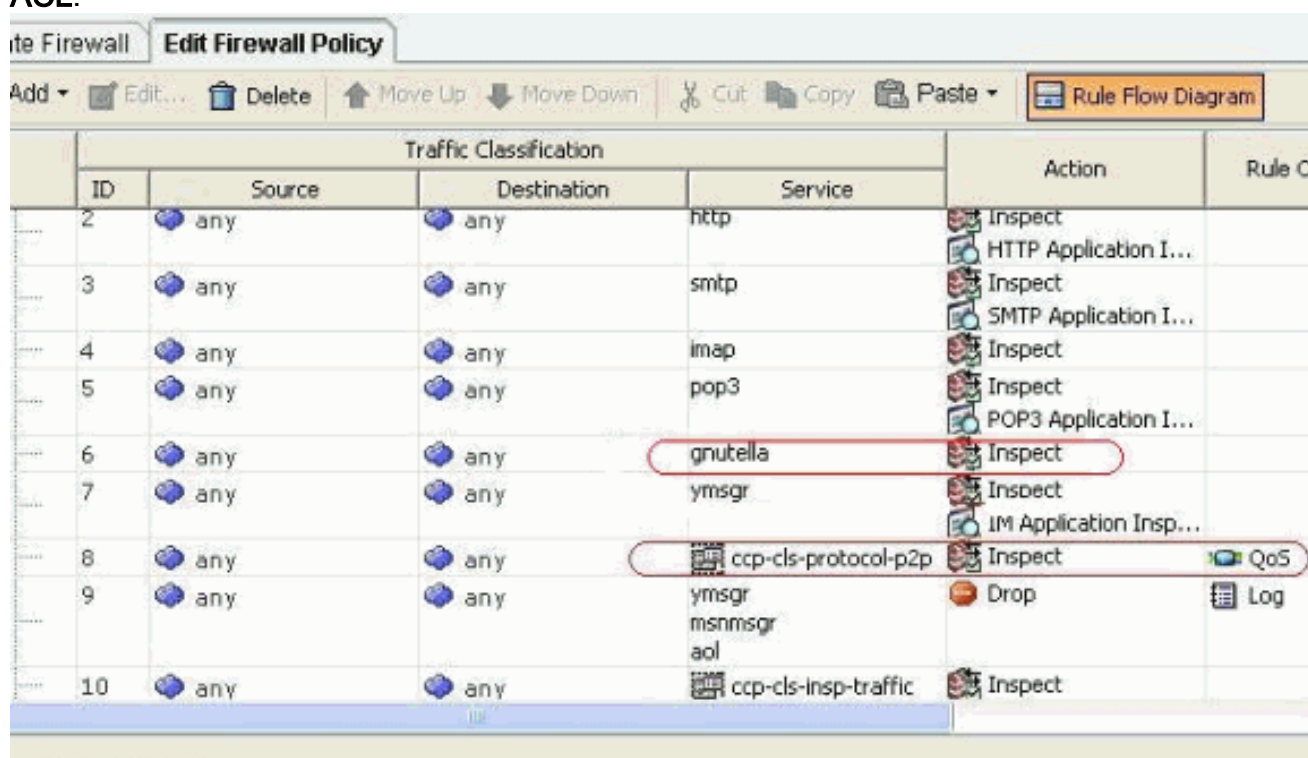 ACL.
te Firewall Edit Firewall Policy
Add Edit... Delete Move Up Move Down Cut Copy Paste Rule Flow Diagram
Traffic Classification
Action Rule O
ID Source Destination Service
2 any any http Inspect
HTTP Application I...
3 any any smtp Inspect
SMTP Application I...
4 any any imap Inspect
5 any any pop3 Inspect
POP3 Application I...
6 any any gnutella Inspect
7 any any ymsgr Inspect
IM Application Insp...
8 any any ccp-cls-protocol-p2p Inspect QoS
9 any any ymsgr Drop Log
msnmsgr
aol
10 any any ccp-cls-insp-traffic Inspect